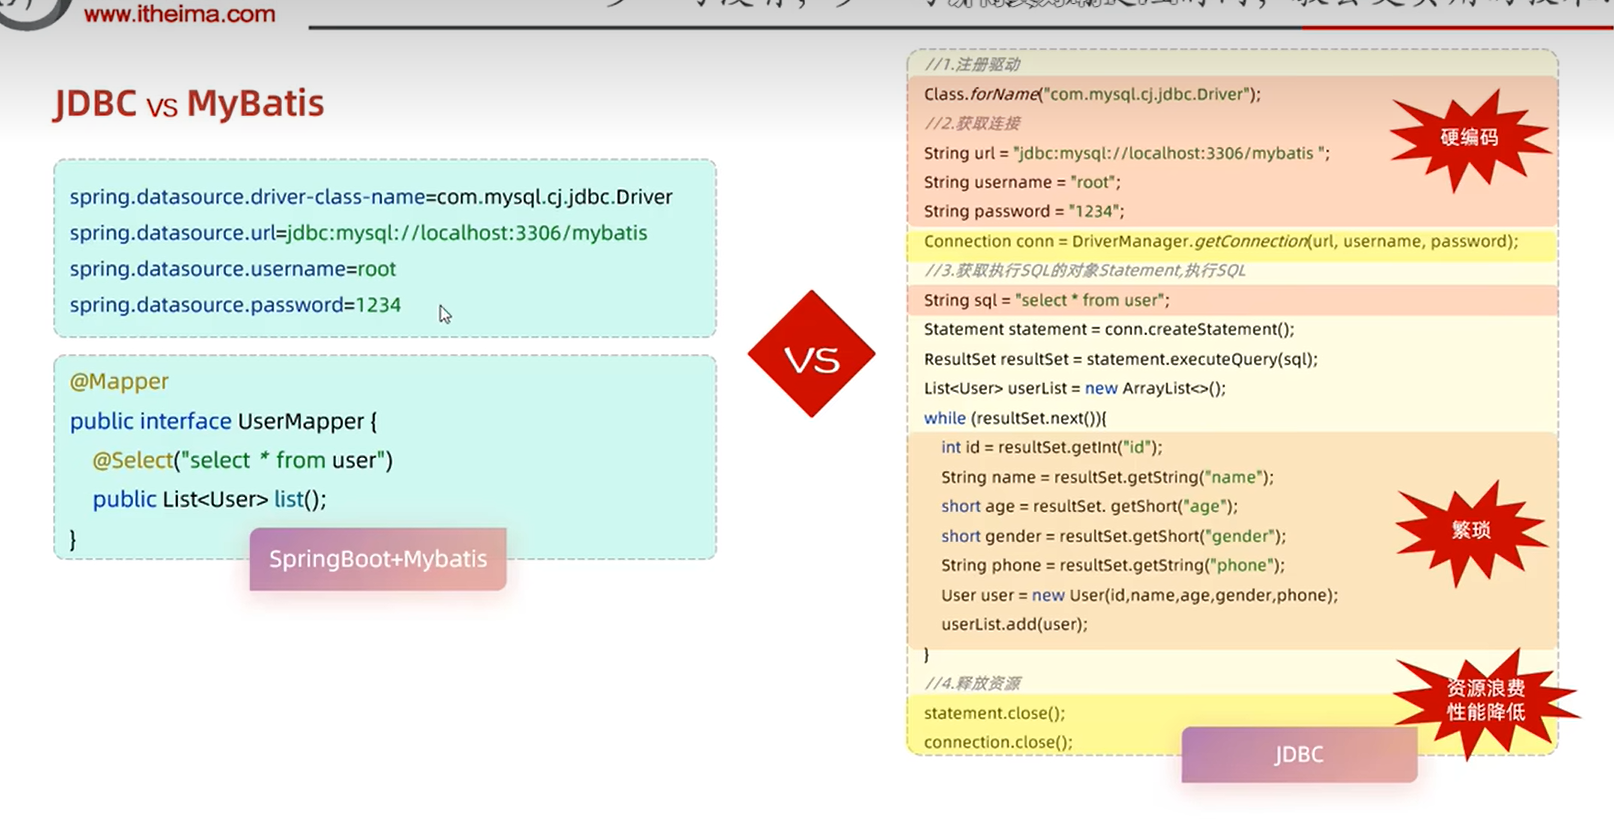 www.itheima.com
JDBC vs MyBatis
spring.datasource.driver-class-name=com.mysql.cj.jdbc.Driver
spring.datasource.url=jdbc:mysql://localhost:3306/mybatis
spring.datasource.username=root
spring.datasource.password=1234
@Mapper
public interface UserMapper {
@Select("select * from user")
public List<User> list();
}
SpringBoot+Mybatis
VS
//1.注册驱动
Class.forName("com.mysql.cj.jdbc.Driver");
//2.获取连接
String url = "jdbc:mysql://localhost:3306/mybatis ";
String username = "root";
String password = "1234";
硬编码
Connection conn = DriverManager.getConnection(url, username, password);
//3.获取执行SQL的对象Statement,执行SQL
String sql = "select * from user";
Statement statement = conn.createStatement();
ResultSet resultSet = statement.executeQuery(sql);
List<User> userList = new ArrayList<>();
while (resultSet.next()){
int id = resultSet.getInt("id");
String name = resultSet.getString("name");
short age = resultSet. getShort("age");
short gender = resultSet.getShort("gender");
String phone = resultSet.getString("phone");
User user = new User(id,name,age,gender,phone);
userList.add(user);
繁琐
}
//4.释放资源
statement.close();
connection.close();
资源浪费
性能降低
JDBC